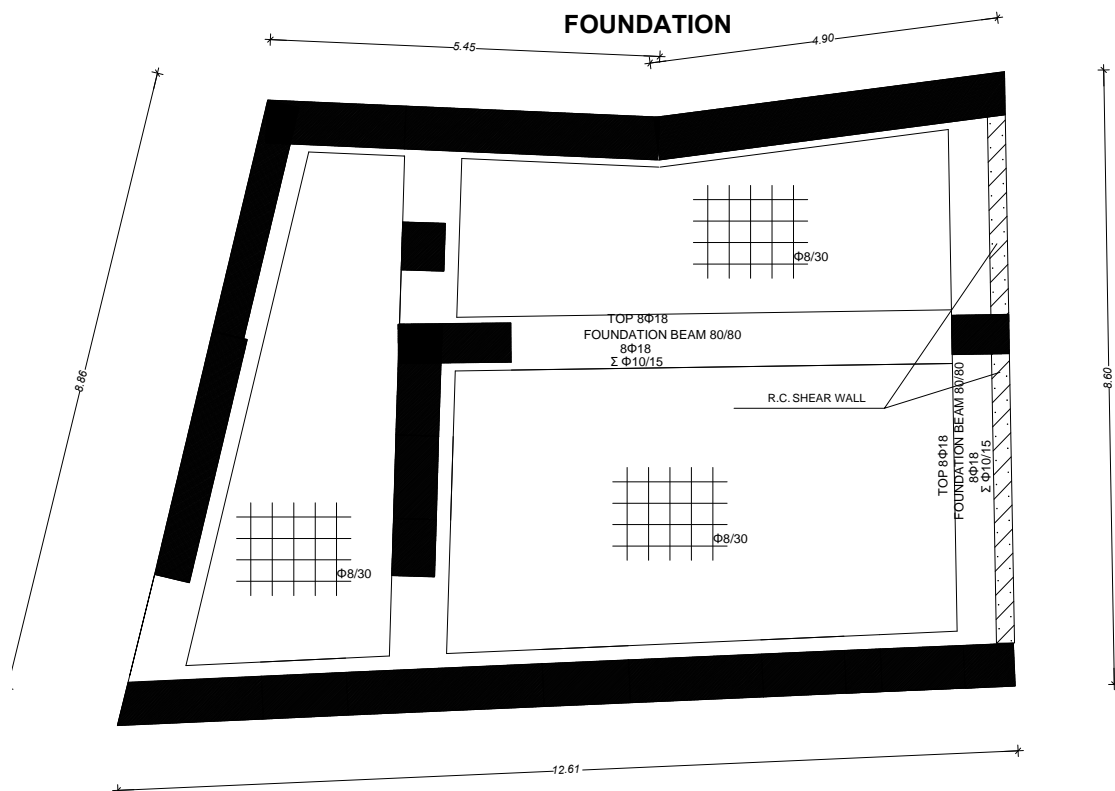 FOUNDATION
5.45
4.90
8.86
8.60
Φ8/30
TOP 8Φ18
FOUNDATION BEAM 80/80
8Φ18
Σ Φ10/15
R.C. SHEAR WALL
TOP 8Φ18
FOUNDATION BEAM 80/80
8Φ18
Σ Φ10/15
Φ8/30
Φ8/30
12.61